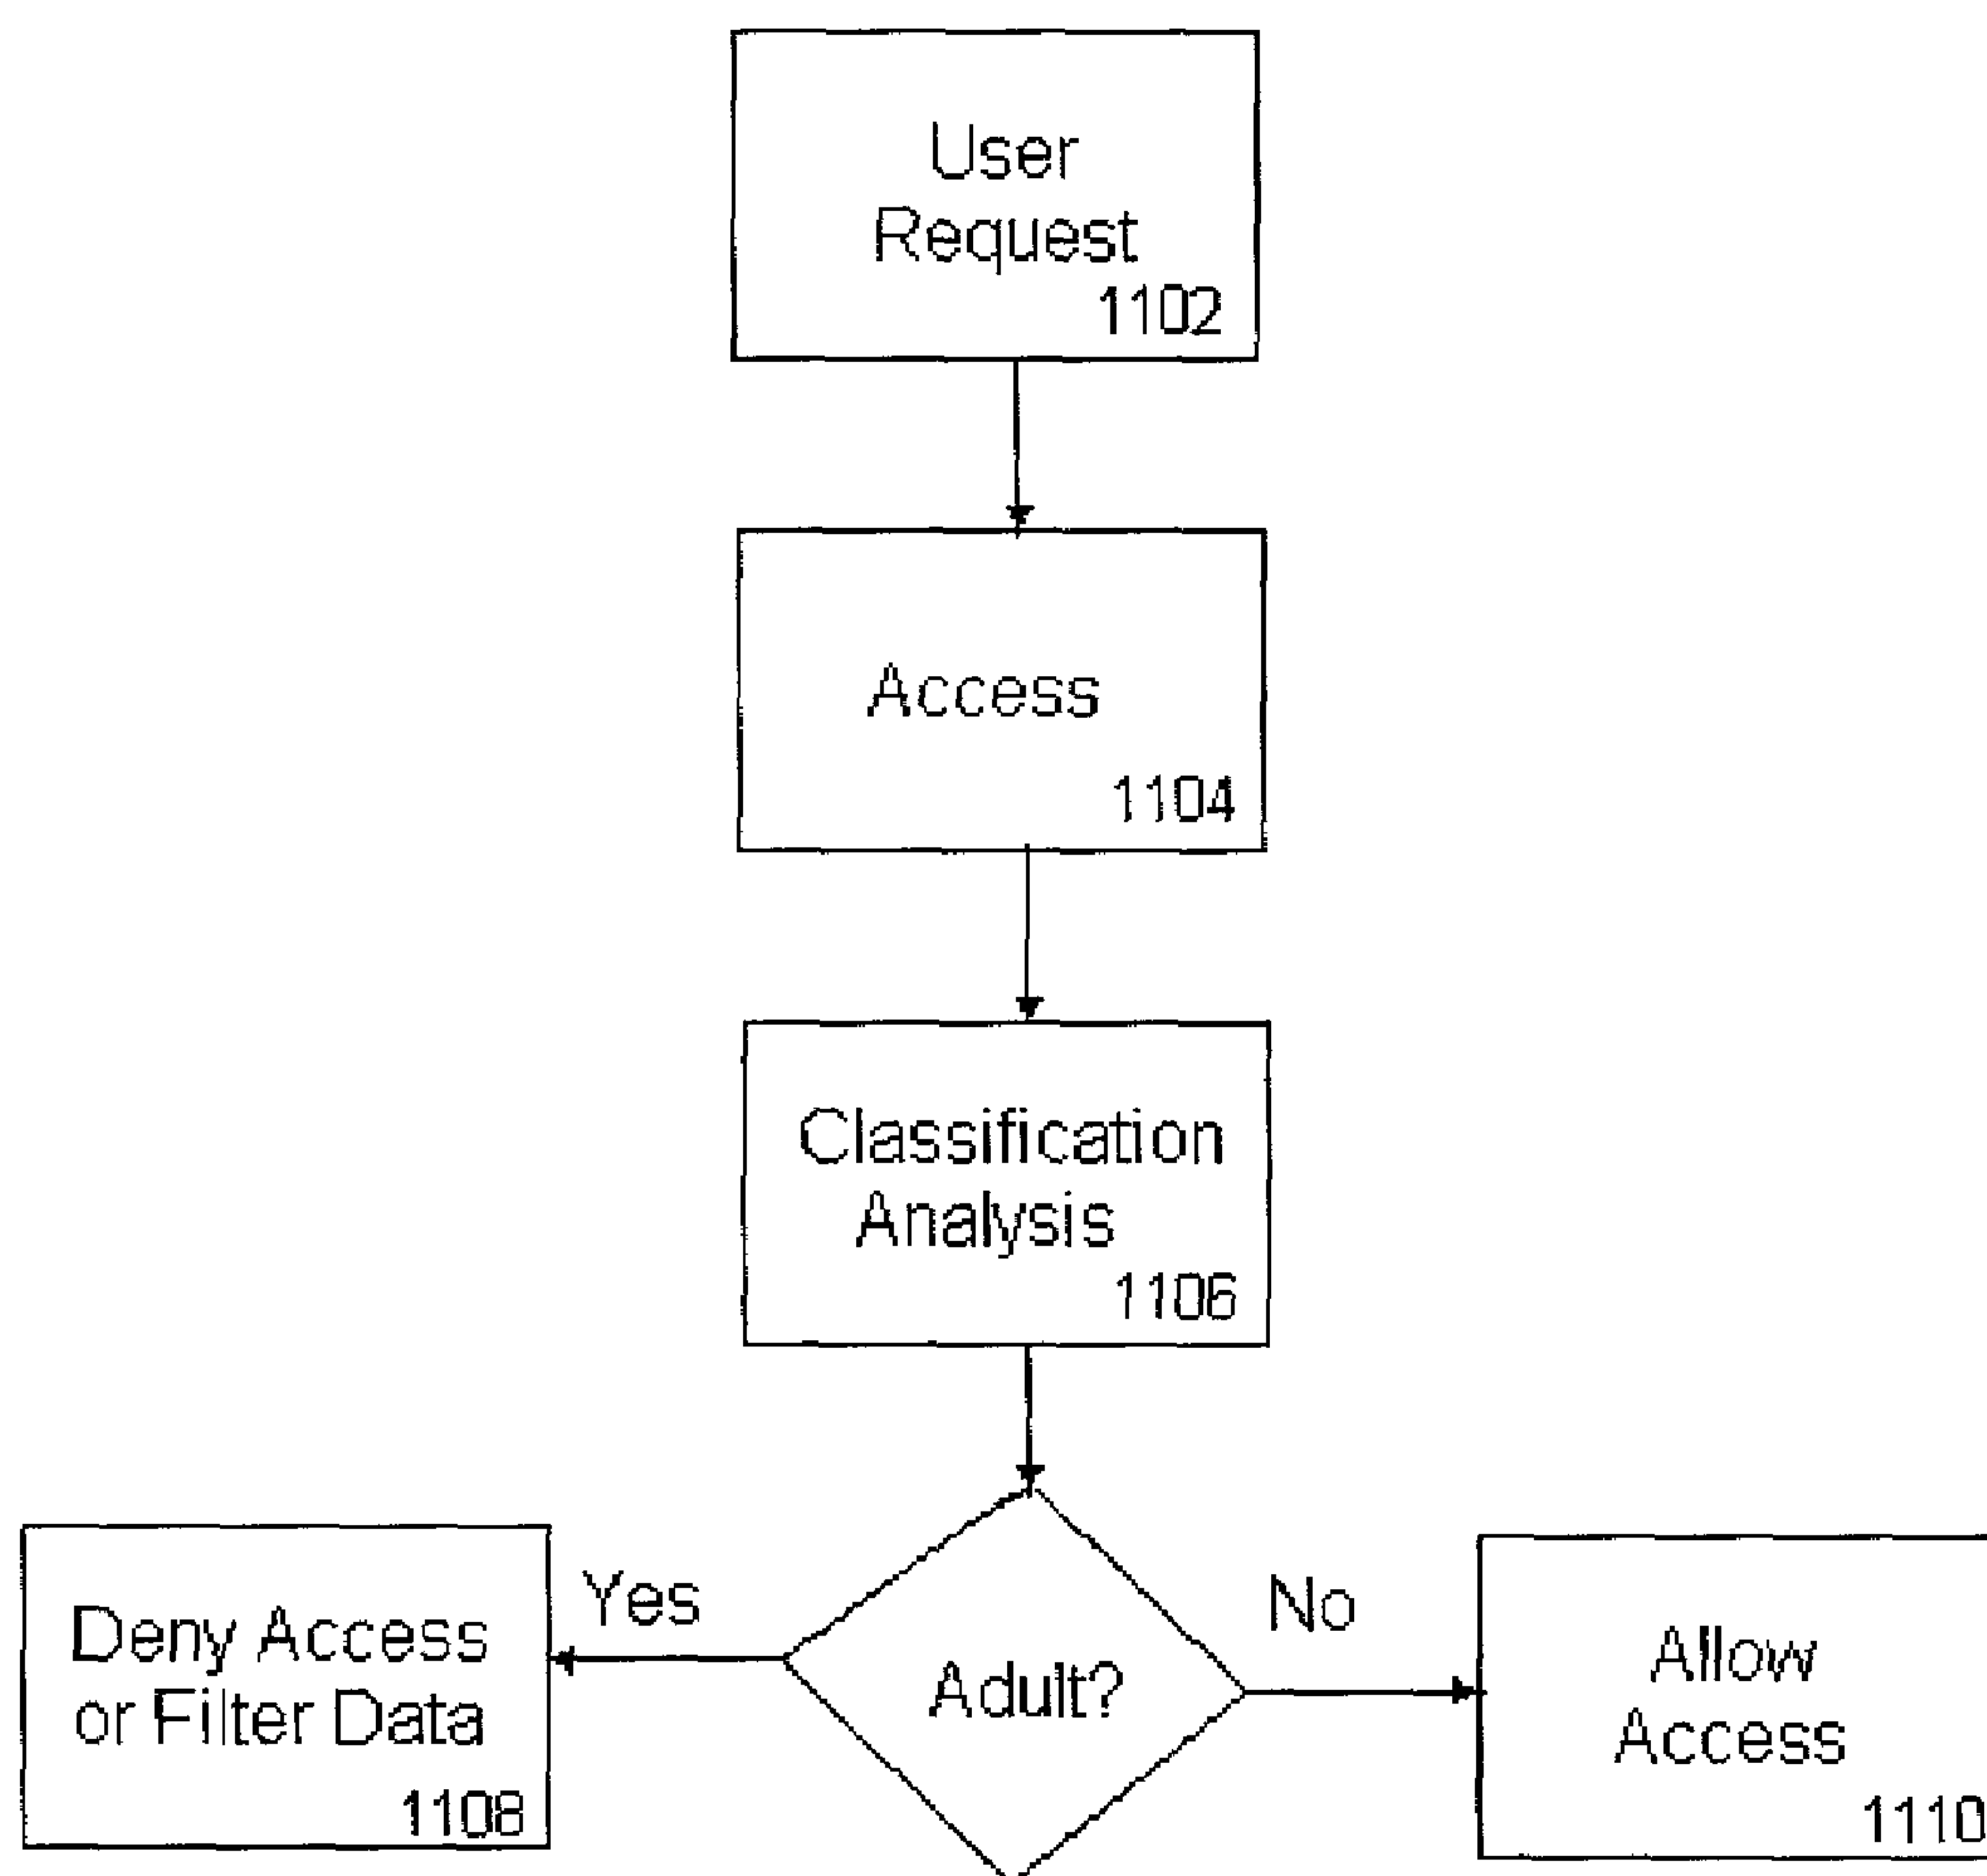 User
Request
1102
Access
1104
Classification
Analysis
1106
Yes
No
Deny Access
or Filter Data
1108
Adult?
Allow
Access
1110